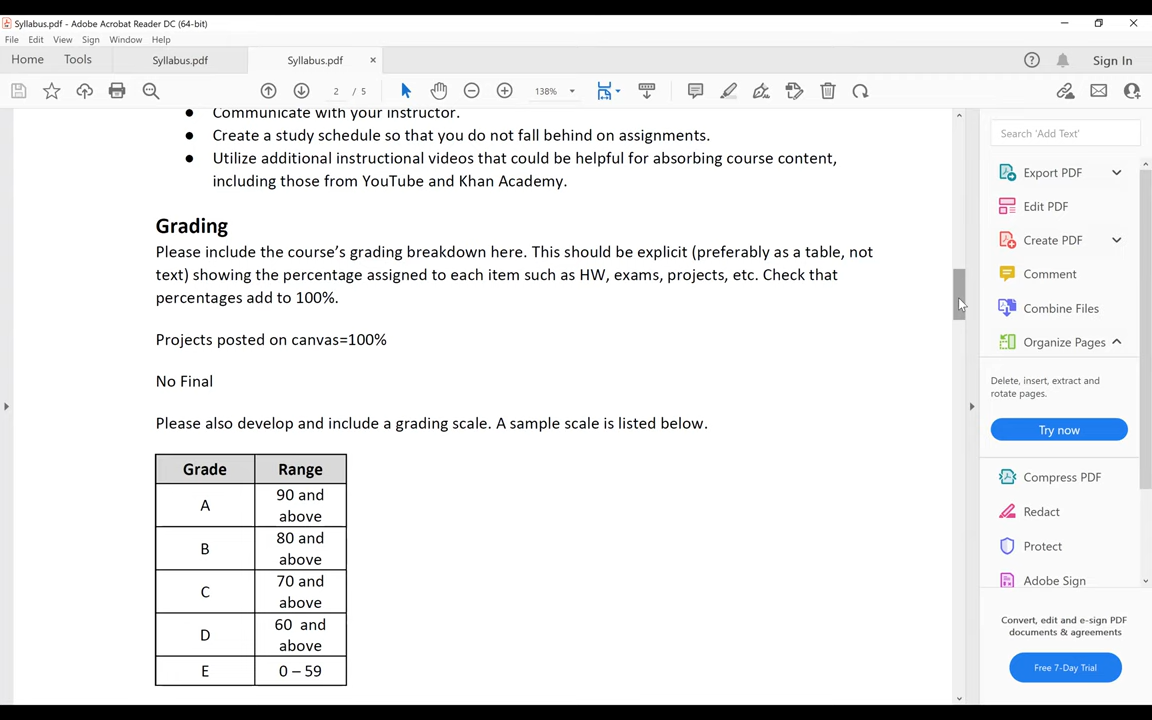 Syllabus.pdf - Adobe Acrobat Reader DC (64-bit)
File Edit View Sign Window Help
Home Tools Syllabus.pdf Syllabus.pdf × ? Sign In
2 / 5 138%
● Communicate with your instructor.
● Create a study schedule so that you do not fall behind on assignments.
● Utilize additional instructional videos that could be helpful for absorbing course content,
including those from YouTube and Khan Academy.
Grading
Please include the course’s grading breakdown here. This should be explicit (preferably as a table, not
text) showing the percentage assigned to each item such as HW, exams, projects, etc. Check that
percentages add to 100%.
Projects posted on canvas=100%
No Final
Please also develop and include a grading scale. A sample scale is listed below.
Grade Range
A 90 and
above
B 80 and
above
C 70 and
above
D 60 and
above
E 0 – 59
Search 'Add Text'
Export PDF
Edit PDF
Create PDF
Comment
Combine Files
Organize Pages
Delete, insert, extract and
rotate pages.
Try now
Compress PDF
Redact
Protect
Adobe Sign
Convert, edit and e-sign PDF
documents & agreements
Free 7-Day Trial